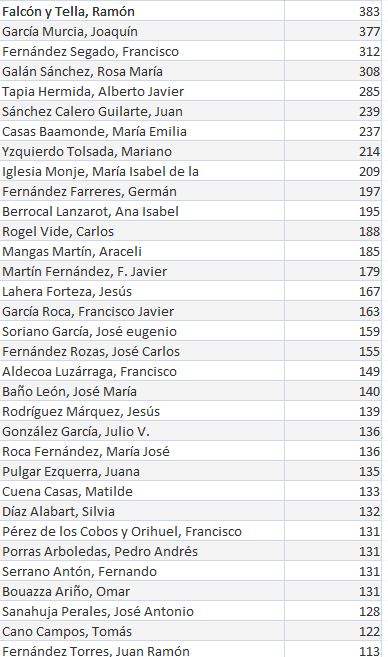 Falcón y Tella, Ramón 383
García Murcia, Joaquín 377
Fernández Segado, Francisco 312
Galán Sánchez, Rosa María 308
Tapia Hermida, Alberto Javier 285
Sánchez Calero Guilarte, Juan 239
Casas Baamonde, María Emilia 237
Yzquierdo Tolsada, Mariano 214
Iglesia Monje, María Isabel de la 209
Fernández Farreres, Germán 197
Berrocal Lanzarot, Ana Isabel 195
Rogel Vide, Carlos 188
Mangas Martín, Araceli 185
Martín Fernández, F. Javier 179
Lahera Forteza, Jesús 167
García Roca, Francisco Javier 163
Soriano García, José eugenio 159
Fernández Rozas, José Carlos 155
Aldecoa Luzárraga, Francisco 149
Baño León, José María 140
Rodríguez Márquez, Jesús 139
González García, Julio V. 136
Roca Fernández, María José 136
Pulgar Ezquerra, Juana 135
Cuena Casas, Matilde 133
Díaz Alabart, Silvia 132
Pérez de los Cobos y Orihuel, Francisco 131
Porras Arboledas, Pedro Andrés 131
Serrano Antón, Fernando 131
Bouazza Ariño, Omar 131
Sanahuja Perales, José Antonio 128
Cano Campos, Tomás 122
Fernández Torres, Juan Ramón 113